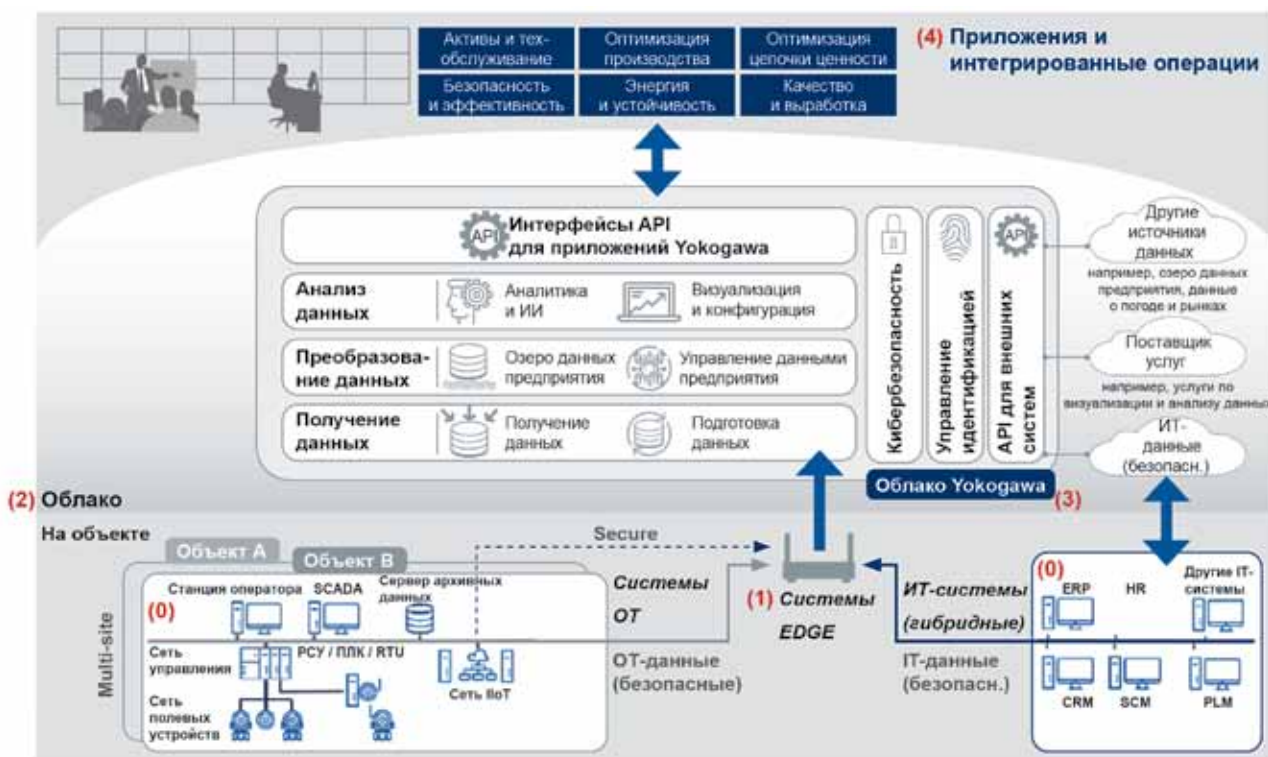 Активы и тех-
обслуживание
Оптимизация
производства
Оптимизация
цепочки ценности
Безопасность
и эффективность
Энергия
и устойчивость
Качество
и выработка
(4) Приложения и
интегрированные операции
API
Интерфейсы API
для приложений Yokogawa
Анализ
данных
Аналитика
и ИИ
Визуализация
и конфигурация
Преобразова-
ние данных
Озеро данных
предприятия
Управление данными
предприятия
Получение
данных
Получение
данных
Подготовка
данных
Кибербезопасность
Управление
идентификацией
API
API для внешних
систем
Другие
источники
данных
например, озеро данных
предприятия, данные
о погоде и рынках
Поставщик
услуг
например, услуги по
визуализации и анализу данных
ИТ-
данные
(безопасн.)
Облако Yokogawa
(3)
(2) Облако
На объекте
Объект A
Объект B
Multi-site
(0)
Станция оператора
SCADA
Сервер архивных
данных
Сеть
управления
РСУ / ПЛК / RTU
Сеть IIoT
Сеть
полевых
устройств
Secure
Системы
ОТ
ОТ-данные
(безопасные)
(1) Системы
EDGE
ИТ-системы
(гибридные)
IТ-данные
(безопасн.)
(0)
ERP
HR
Другие IT-
системы
CRM
SCM
PLM